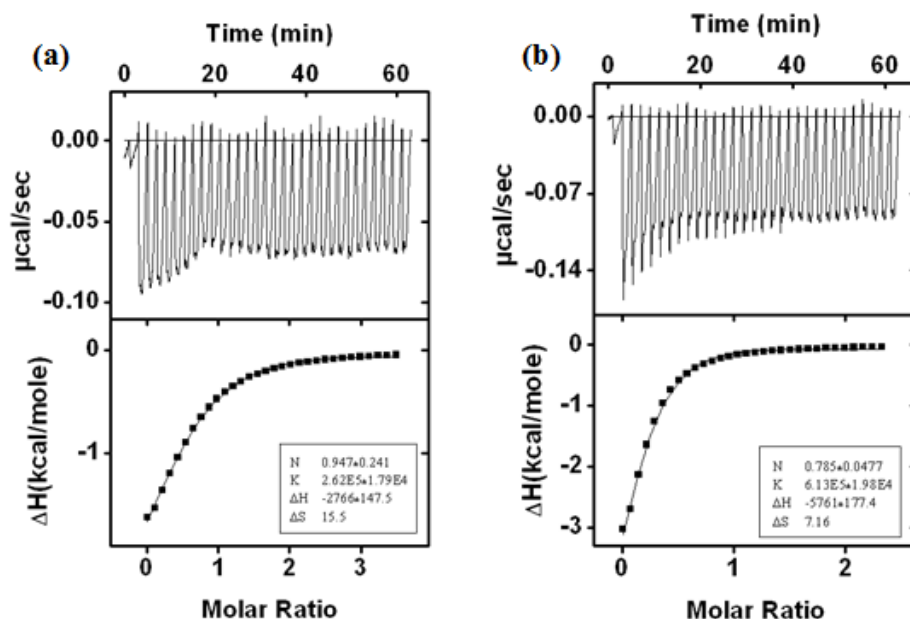 (a)
Time (min)
0 20 40 60
0.00
-0.05
-0.10
µcal/sec
0
-1
ΔH(kcal/mole)
N 0.947*0.241
K 2.62E5*1.79E4
ΔH -2766*147.5
ΔS 15.5
0 1 2 3
Molar Ratio
(b)
Time (min)
0 20 40 60
0.00
-0.07
-0.14
µcal/sec
0
-1
-2
-3
ΔH(kcal/mole)
N 0.785*0.0477
K 6.13E5*1.98E4
ΔH -5761*177.4
ΔS 7.16
0 1 2
Molar Ratio